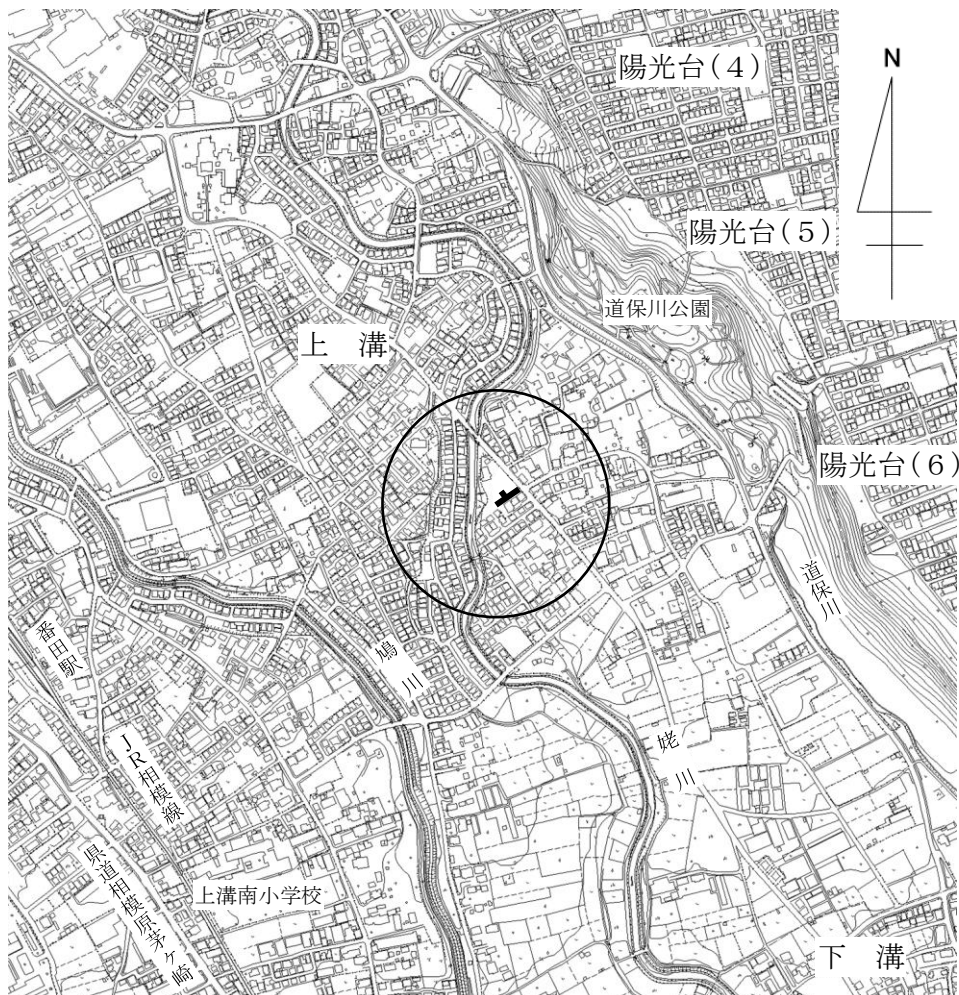 陽光台(4)
N
陽光台(5)
道保川公園
上 溝
陽光台(6)
道保川
番田駅
鳩川
JR相模線
姥川
県道相模原茅ヶ崎
上溝南小学校
下 溝